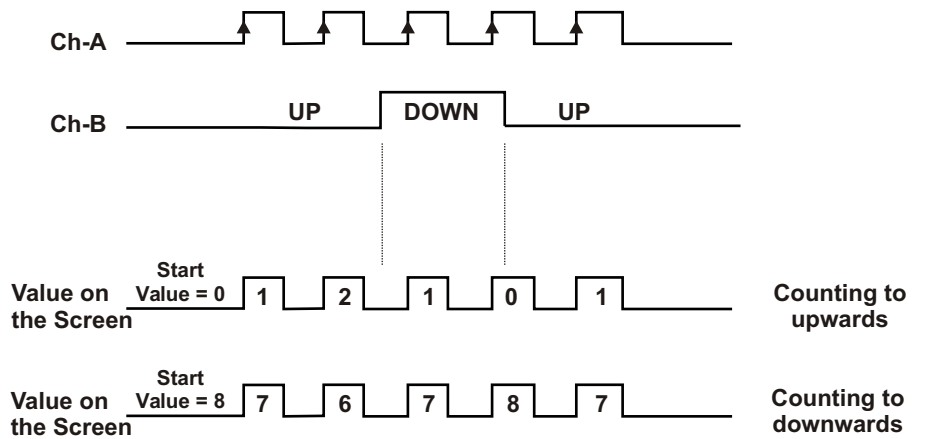 Ch-A
Ch-B
UP
DOWN
UP
Value on
the Screen
Start
Value = 0
1
2
1
0
1
Counting to
upwards
Value on
the Screen
Start
Value = 8
7
6
7
8
7
Counting to
downwards